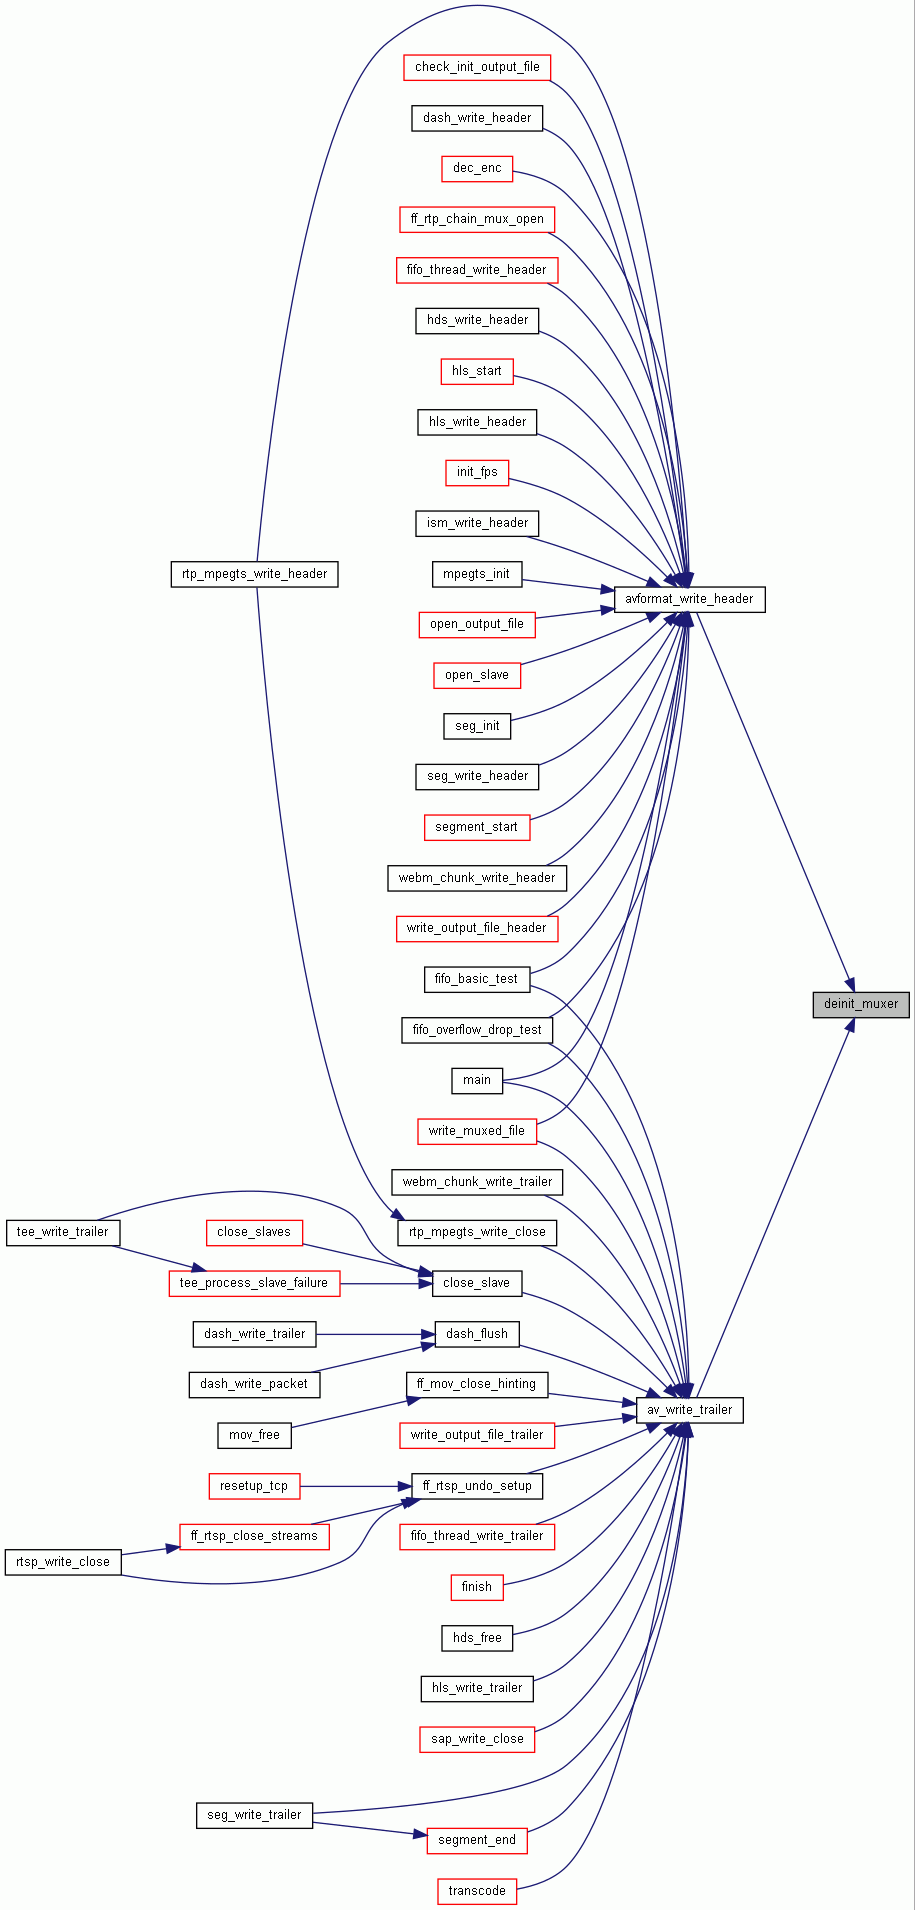 check_init_output_file
dash_write_header
dec_enc
ff_rtp_chain_mux_open
fifo_thread_write_header
hds_write_header
hls_start
hls_write_header
init_fps
ism_write_header
rtp_mpegts_write_header
mpegts_init
avformat_write_header
open_output_file
open_slave
seg_init
seg_write_header
segment_start
webm_chunk_write_header
write_output_file_header
fifo_basic_test
deinit_muxer
fifo_overflow_drop_test
main
write_muxed_file
webm_chunk_write_trailer
tee_write_trailer
close_slaves
rtp_mpegts_write_close
tee_process_slave_failure
close_slave
dash_write_trailer
dash_flush
dash_write_packet
ff_mov_close_hinting
av_write_trailer
mov_free
write_output_file_trailer
resetup_tcp
ff_rtsp_undo_setup
ff_rtsp_close_streams
fifo_thread_write_trailer
rtsp_write_close
finish
hds_free
hls_write_trailer
sap_write_close
seg_write_trailer
segment_end
transcode